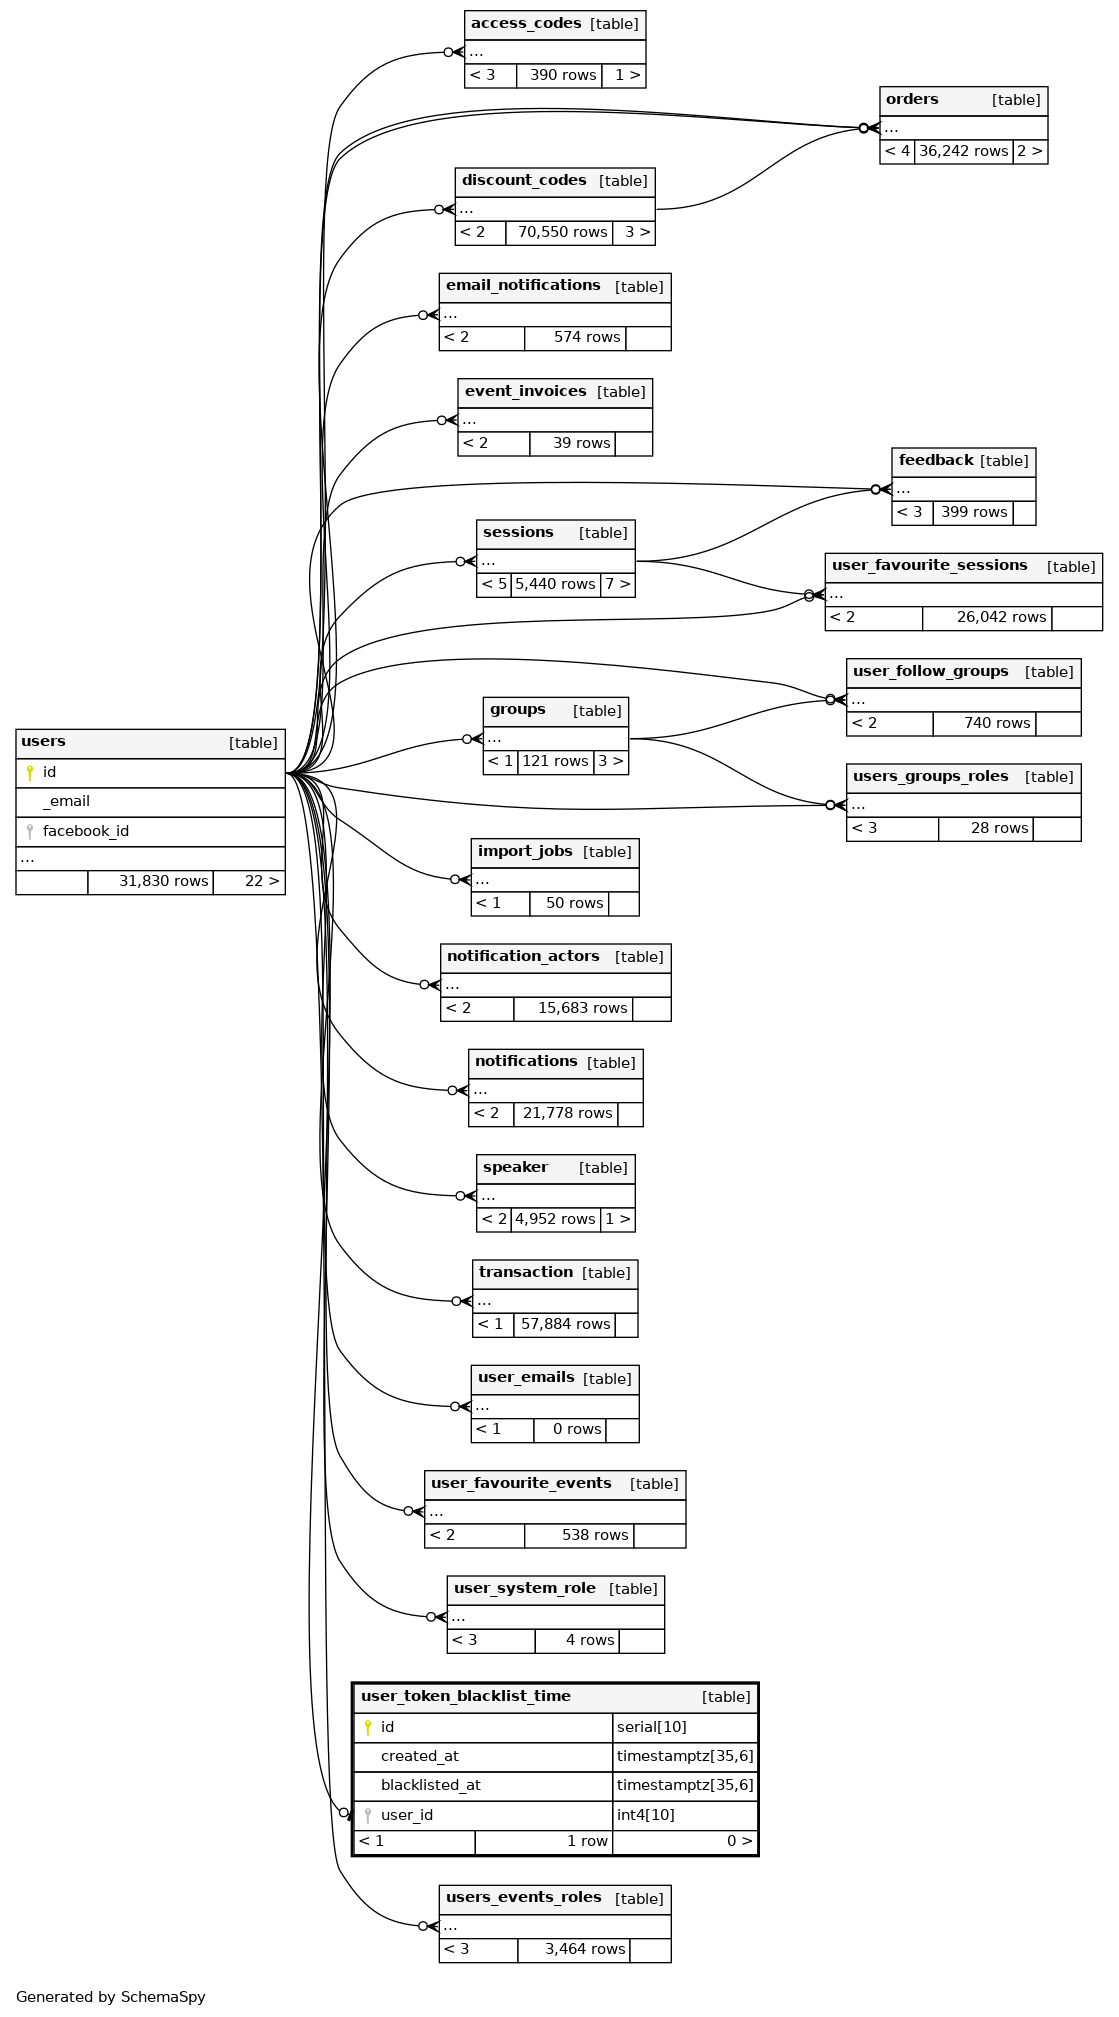 access_codes [table]
...
< 3 390 rows 1 >
orders [table]
...
< 4 36,242 rows 2 >
discount_codes [table]
...
< 2 70,550 rows 3 >
email_notifications [table]
...
< 2 574 rows
event_invoices [table]
...
< 2 39 rows
feedback [table]
...
< 3 399 rows
sessions [table]
...
< 5 5,440 rows 7 >
user_favourite_sessions [table]
...
< 2 26,042 rows
user_follow_groups [table]
...
< 2 740 rows
groups [table]
...
< 1 121 rows 3 >
users [table]
id
_email
facebook_id
...
31,830 rows 22 >
users_groups_roles [table]
...
< 3 28 rows
import_jobs [table]
...
< 1 50 rows
notification_actors [table]
...
< 2 15,683 rows
notifications [table]
...
< 2 21,778 rows
speaker [table]
...
< 2 4,952 rows 1 >
transaction [table]
...
< 1 57,884 rows
user_emails [table]
...
< 1 0 rows
user_favourite_events [table]
...
< 2 538 rows
user_system_role [table]
...
< 3 4 rows
user_token_blacklist_time [table]
id serial[10]
created_at timestamptz[35,6]
blacklisted_at timestamptz[35,6]
user_id int4[10]
< 1 1 row 0 >
users_events_roles [table]
...
< 3 3,464 rows
Generated by SchemaSpy